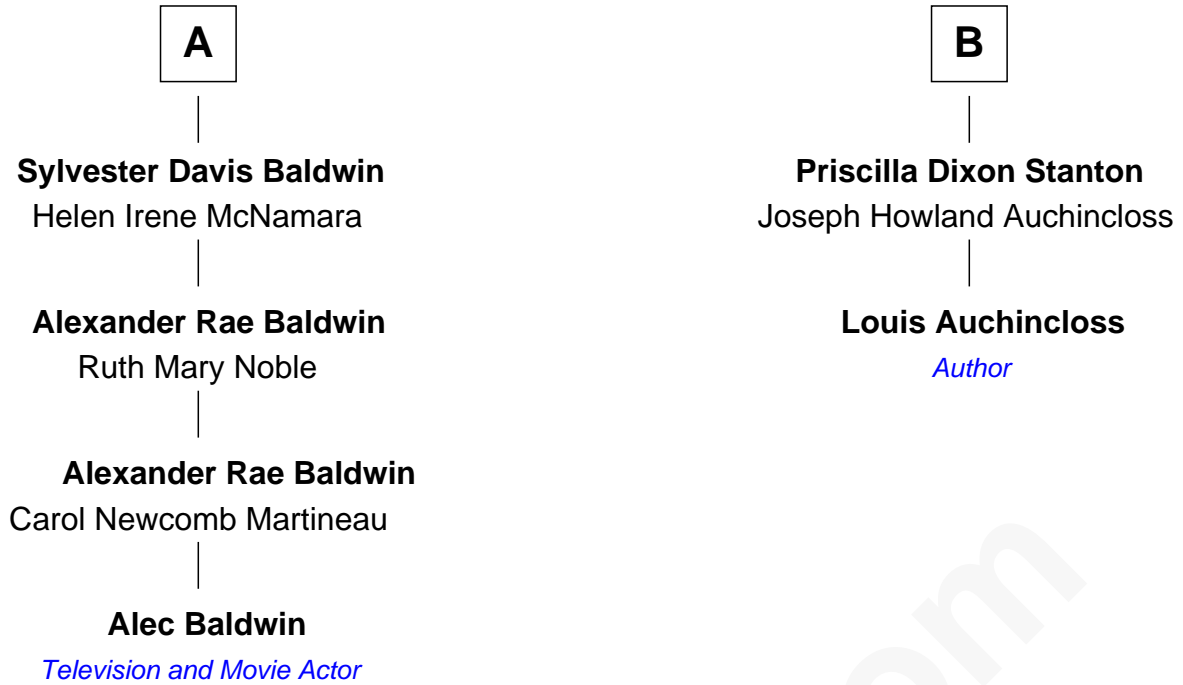 A
Sylvester Davis Baldwin
Helen Irene McNamara
Alexander Rae Baldwin
Ruth Mary Noble
Alexander Rae Baldwin
Carol Newcomb Martineau
Alec Baldwin
Television and Movie Actor
B
Priscilla Dixon Stanton
Joseph Howland Auchincloss
Louis Auchincloss
Author
om